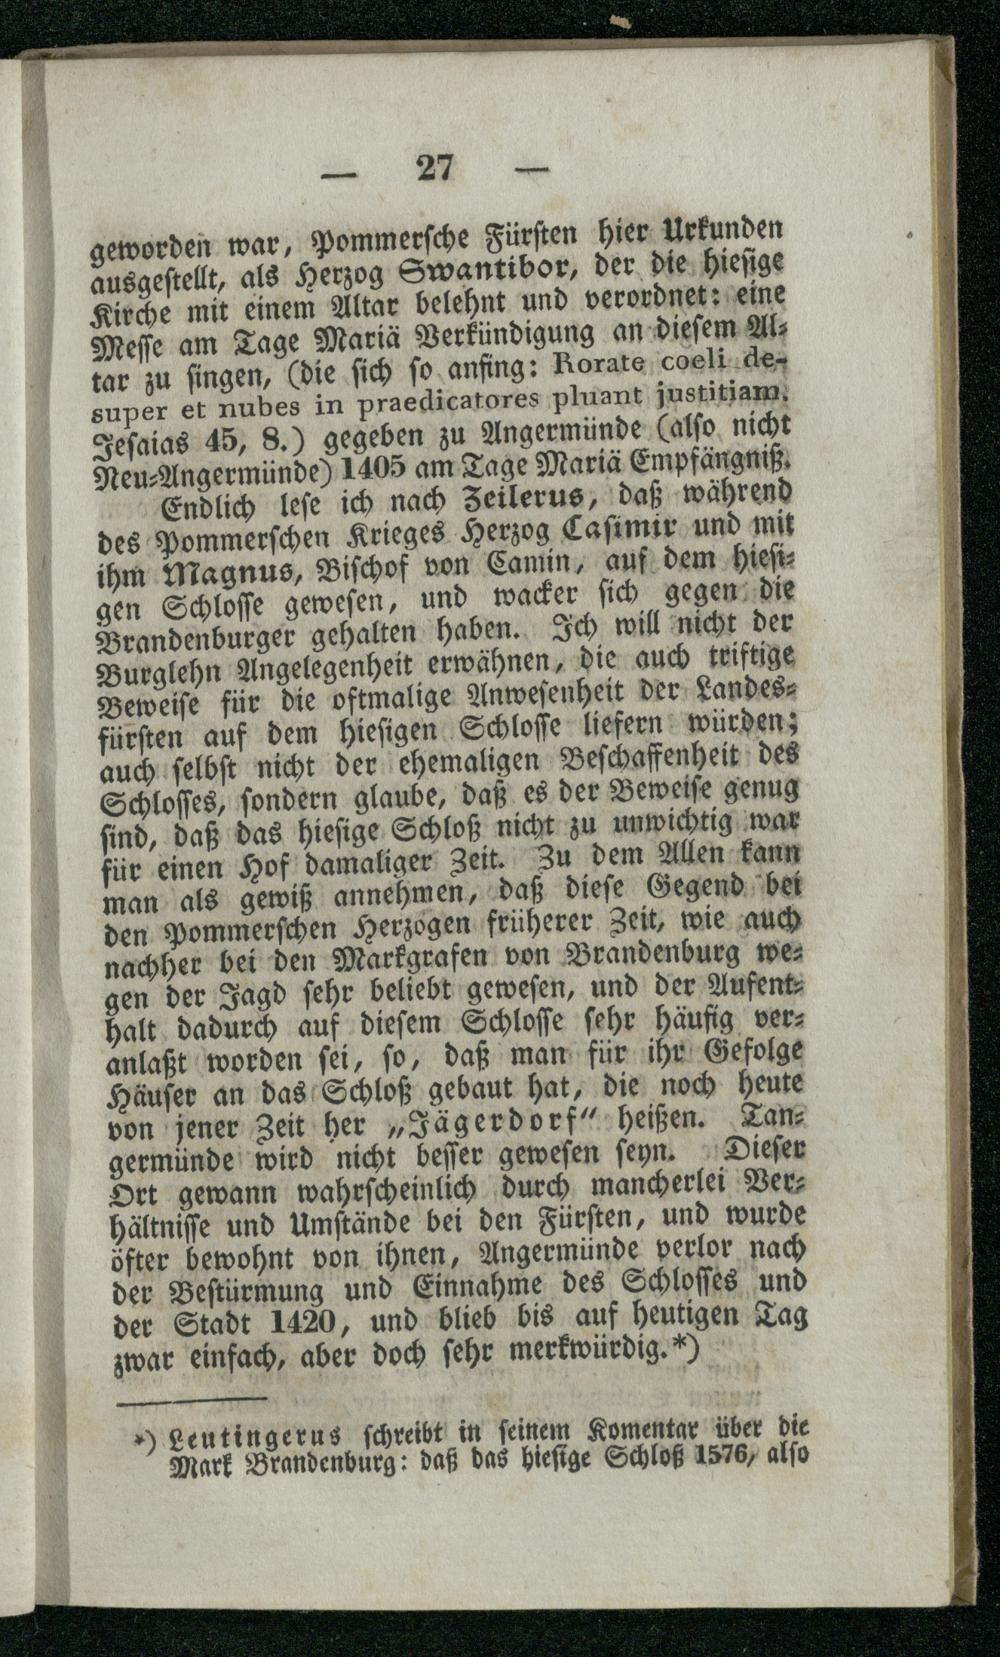 — 27 —
geworden war, Pommersche Fürsten hier Urkunden
ausgestellt, als Herzog Swantibor, der die hiesige
Kirche mit einem Altar belehnt und verordnet: eine
Messe am Tage Mariä Verkündigung an diesem Al-
tar zu singen, (die sich so anfing: Rorate coeli de-
super et nubes in praedicatores pluant justitiam.
Jesaias 45, 8.) gegeben zu Angermünde (also nicht
Neu-Angermünde) 1405 am Tage Mariä Empfängniß.
Endlich lese ich nach Zeilerus, daß während
des Pommerschen Krieges Herzog Casimir und mit
ihm Magnus, Bischof von Camin, auf dem hiesi-
gen Schlosse gewesen, und wacker sich gegen die
Brandenburger gehalten haben. Ich will nicht der
Burglehn Angelegenheit erwähnen, die auch triftige
Beweise für die oftmalige Anwesenheit der Landes-
fürsten auf dem hiesigen Schlosse liefern würden;
auch selbst nicht der ehemaligen Beschaffenheit des
Schlosses, sondern glaube, daß es der Beweise genug
sind, daß das hiesige Schloß nicht zu unwichtig war
für einen Hof damaliger Zeit. Zu dem Allen kann
man als gewiß annehmen, daß diese Gegend bei
den Pommerschen Herzogen früherer Zeit, wie auch
nachher bei den Markgrafen von Brandenburg we-
gen der Jagd sehr beliebt gewesen, und der Aufent-
halt dadurch auf diesem Schlosse sehr häufig ver-
anlaßt worden sei, so, daß man für ihr Gefolge
Häuser an das Schloß gebaut hat, die noch heute
von jener Zeit her „Jägerdorf“ heißen. Tan-
germünde wird nicht besser gewesen seyn. Dieser
Ort gewann wahrscheinlich durch mancherlei Ver-
hältnisse und Umstände bei den Fürsten, und wurde
öfter bewohnt von ihnen, Angermünde verlor nach
der Bestürmung und Einnahme des Schlosses und
der Stadt 1420, und blieb bis auf heutigen Tag
zwar einfach, aber doch sehr merkwürdig.*)
*) Leutingerus schreibt in seinem Komentar über die
Mark Brandenburg: daß das hiesige Schloß 1576, also